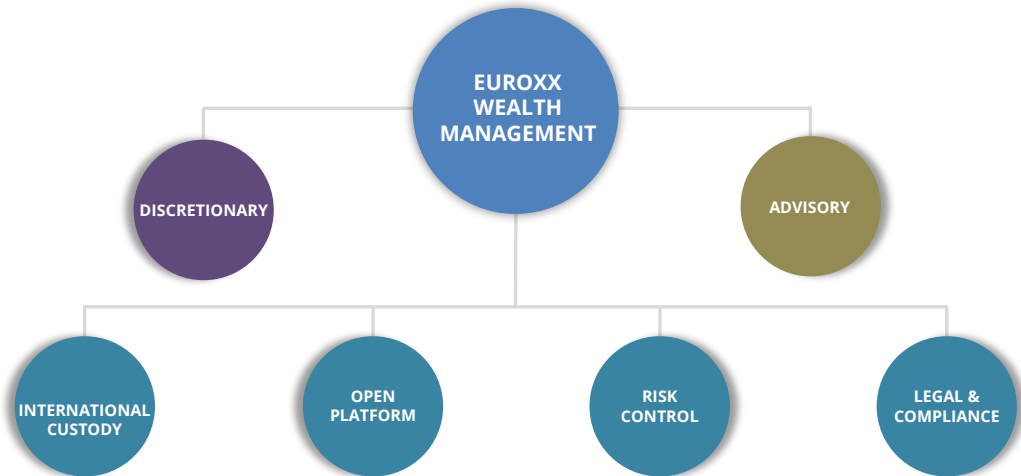 EUROXX
WEALTH
MANAGEMENT
DISCRETIONARY
ADVISORY
INTERNATIONAL
CUSTODY
OPEN
PLATFORM
RISK
CONTROL
LEGAL &
COMPLIANCE